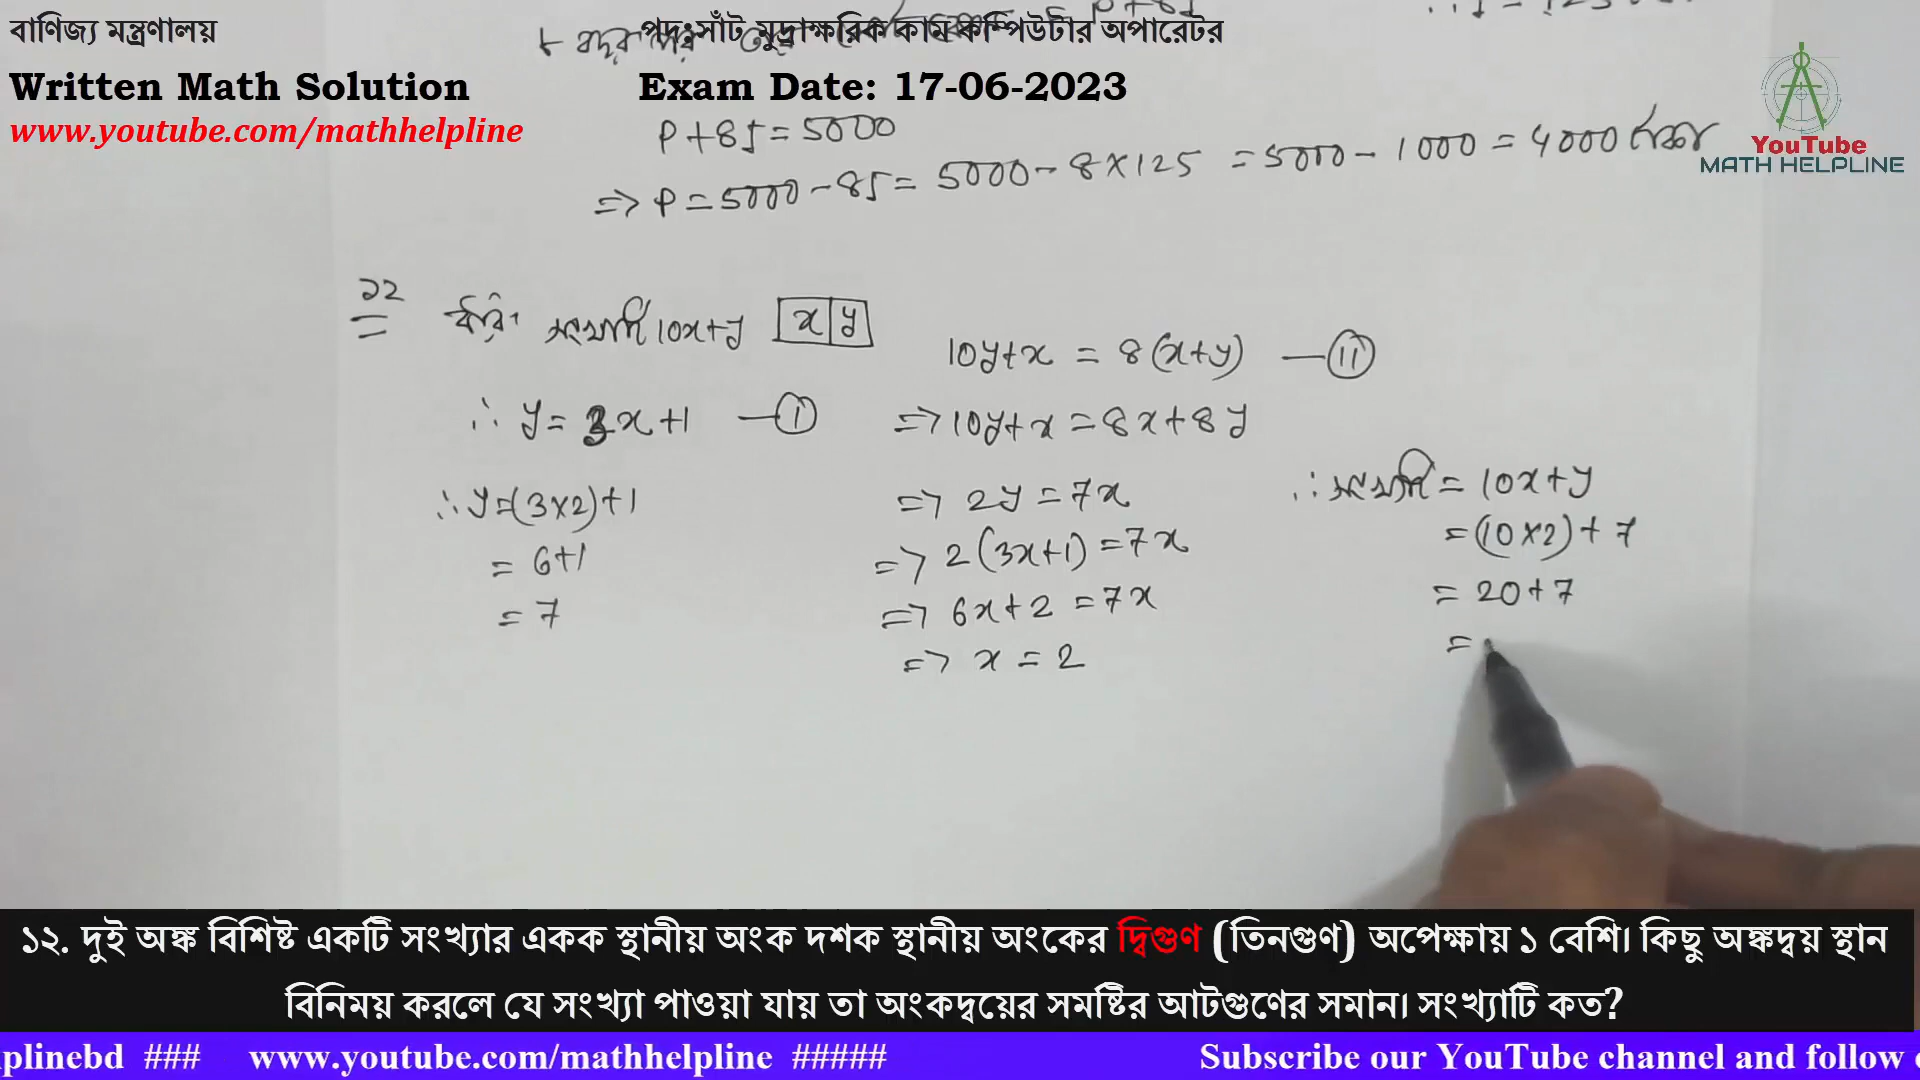 বাণিজ্য মন্ত্রণালয়
পদ: সাঁট মুদ্রাক্ষরিক কাম কম্পিউটার অপারেটর
Written Math Solution
Exam Date: 17-06-2023
www.youtube.com/mathhelpline
YouTube
MATH HELPLINE
P + 8I = 5000
=> P = 5000 - 8I = 5000 - 8 × 125 = 5000 - 1000 = 4000 টাকা
১২
ধরি, সংখ্যাটি 10x+y
x y
∴ y = 3x+1 — (I)
∴ y = (3×2)+1
= 6+1
= 7
10y+x = 8(x+y) — (II)
=> 10y+x = 8x+8y
=> 2y = 7x
=> 2(3x+1) = 7x
=> 6x+2 = 7x
=> x = 2
∴ সংখ্যাটি = 10x+y
= (10×2) + 7
= 20+7
=
১২. দুই অঙ্ক বিশিষ্ট একটি সংখ্যার একক স্থানীয় অংক দশক স্থানীয় অংকের দ্বিগুণ (তিনগুণ) অপেক্ষায় ১ বেশি। কিছু অঙ্কদ্বয় স্থান
বিনিময় করলে যে সংখ্যা পাওয়া যায় তা অংকদ্বয়ের সমষ্টির আটগুণের সমান। সংখ্যাটি কত?
plinebd ### www.youtube.com/mathhelpline ##### Subscribe our YouTube channel and follow